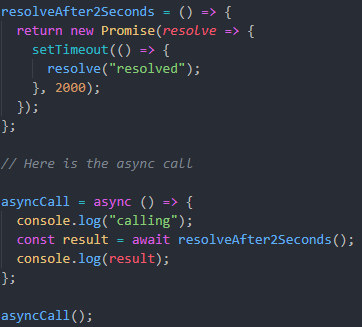 resolveAfter2Seconds = () => {
  return new Promise(resolve => {
    setTimeout(() => {
      resolve("resolved");
    }, 2000);
  });
};

// Here is the async call

asyncCall = async () => {
  console.log("calling");
  const result = await resolveAfter2Seconds();
  console.log(result);
};

asyncCall();